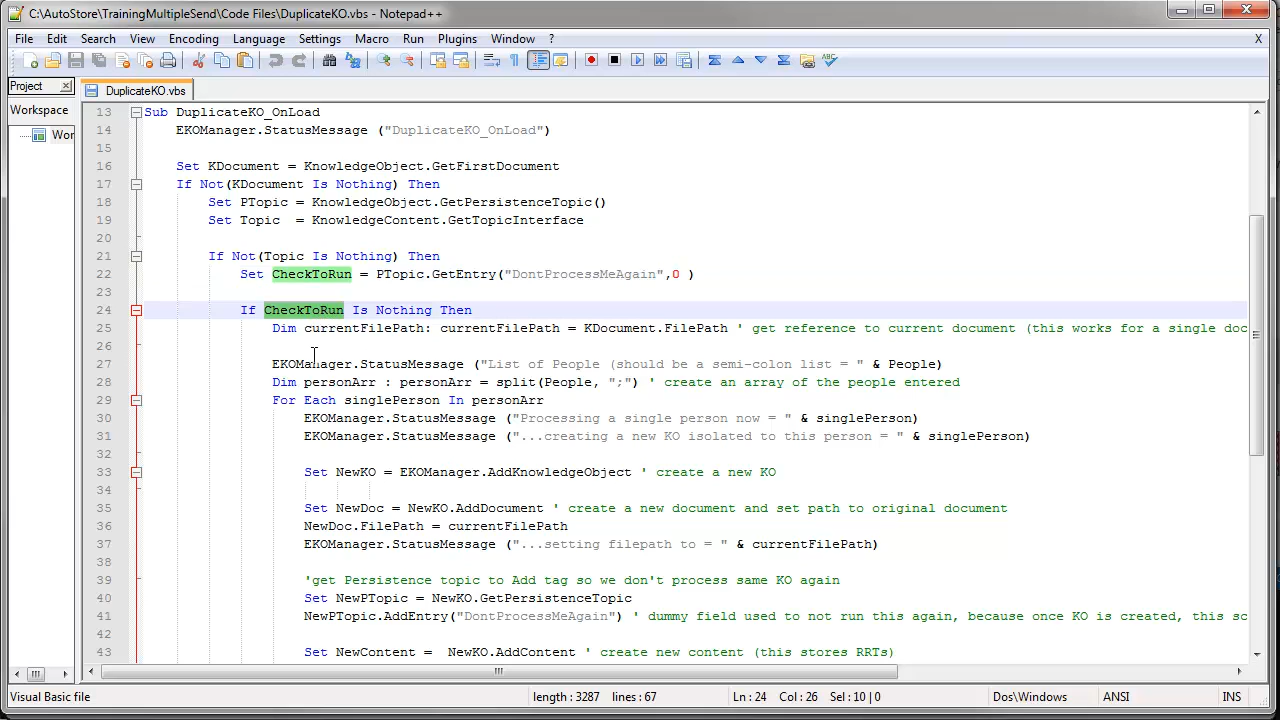 C:\AutoStore\TrainingMultipleSend\Code Files\DuplicateKO.vbs - Notepad++
File Edit Search View Encoding Language Settings Macro Run Plugins Window ? X
Project
DuplicateKO.vbs
Workspace
Wor
13 Sub DuplicateKO_OnLoad
14 EKOManager.StatusMessage ("DuplicateKO_OnLoad")
15
16 Set KDocument = KnowledgeObject.GetFirstDocument
17 If Not(KDocument Is Nothing) Then
18 Set PTopic = KnowledgeObject.GetPersistenceTopic()
19 Set Topic  = KnowledgeContent.GetTopicInterface
20
21 If Not(Topic Is Nothing) Then
22 Set CheckToRun = PTopic.GetEntry("DontProcessMeAgain",0 )
23
24 If CheckToRun Is Nothing Then
25 Dim currentFilePath: currentFilePath = KDocument.FilePath ' get reference to current document (this works for a single doc
26
27 EKOManager.StatusMessage ("List of People (should be a semi-colon list = " & People)
28 Dim personArr : personArr = split(People, ";") ' create an array of the people entered
29 For Each singlePerson In personArr
30 EKOManager.StatusMessage ("Processing a single person now = " & singlePerson)
31 EKOManager.StatusMessage ("...creating a new KO isolated to this person = " & singlePerson)
32
33 Set NewKO = EKOManager.AddKnowledgeObject ' create a new KO
34
35 Set NewDoc = NewKO.AddDocument ' create a new document and set path to original document
36 NewDoc.FilePath = currentFilePath
37 EKOManager.StatusMessage ("...setting filepath to = " & currentFilePath)
38
39 'get Persistence topic to Add tag so we don't process same KO again
40 Set NewPTopic = NewKO.GetPersistenceTopic
41 NewPTopic.AddEntry("DontProcessMeAgain") ' dummy field used to not run this again, because once KO is created, this sc
42
43 Set NewContent =  NewKO.AddContent ' create new content (this stores RRTs)
Visual Basic file length : 3287 lines : 67 Ln : 24 Col : 26 Sel : 10 | 0 Dos\Windows ANSI INS